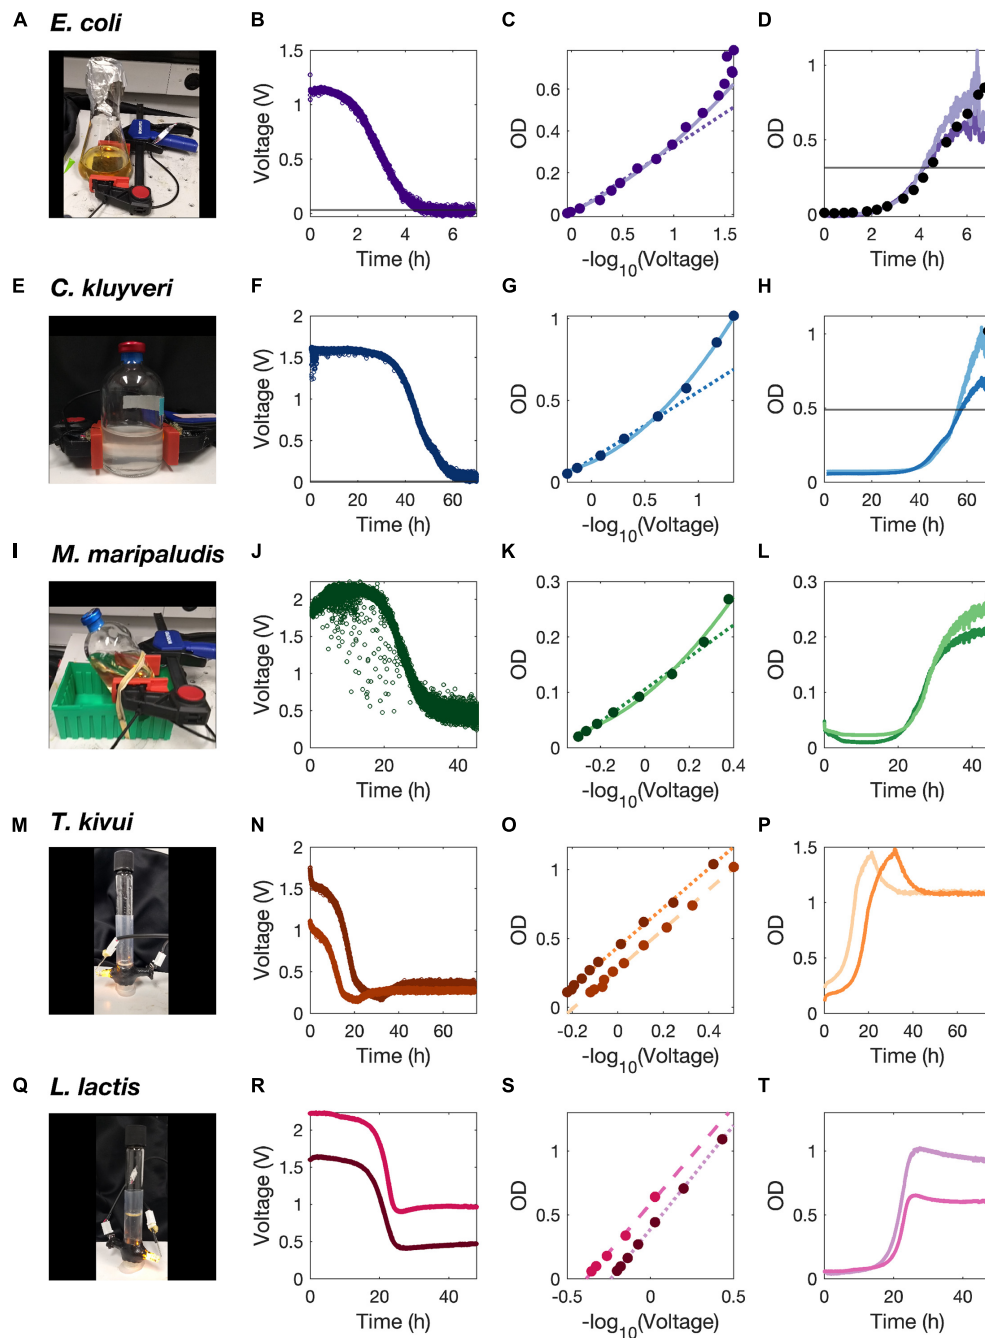 A E. coli B C D
1.5
1
0.5
0
0 2 4 6
Voltage (V)
Time (h)
0.8
0.6
0.4
0.2
0
0 0.5 1 1.5
OD
-log10(Voltage)
1
0.5
0
0 2 4 6
OD
Time (h)
E C. kluyveri F G H
2
1.5
1
0.5
0
0 20 40 60
Voltage (V)
Time (h)
1
0.5
0
0 0.5 1
OD
-log10(Voltage)
1
0.5
0
0 20 40 60
OD
Time (h)
I M. maripaludis J K L
2
1.5
1
0.5
0
0 20 40
Voltage (V)
Time (h)
0.3
0.2
0.1
0
-0.2 0 0.2 0.4
OD
-log10(Voltage)
0.3
0.2
0.1
0
0 20 40
OD
Time (h)
M T. kivui N O P
2
1.5
1
0.5
0
0 20 40 60
Voltage (V)
Time (h)
1
0.5
0
-0.2 0 0.2 0.4
OD
-log10(Voltage)
1.5
1
0.5
0
0 20 40 60
OD
Time (h)
Q L. lactis R S T
2
1.5
1
0.5
0
0 20 40
Voltage (V)
Time (h)
1
0.5
0
-0.5 0 0.5
OD
-log10(Voltage)
1
0.5
0
0 20 40
OD
Time (h)